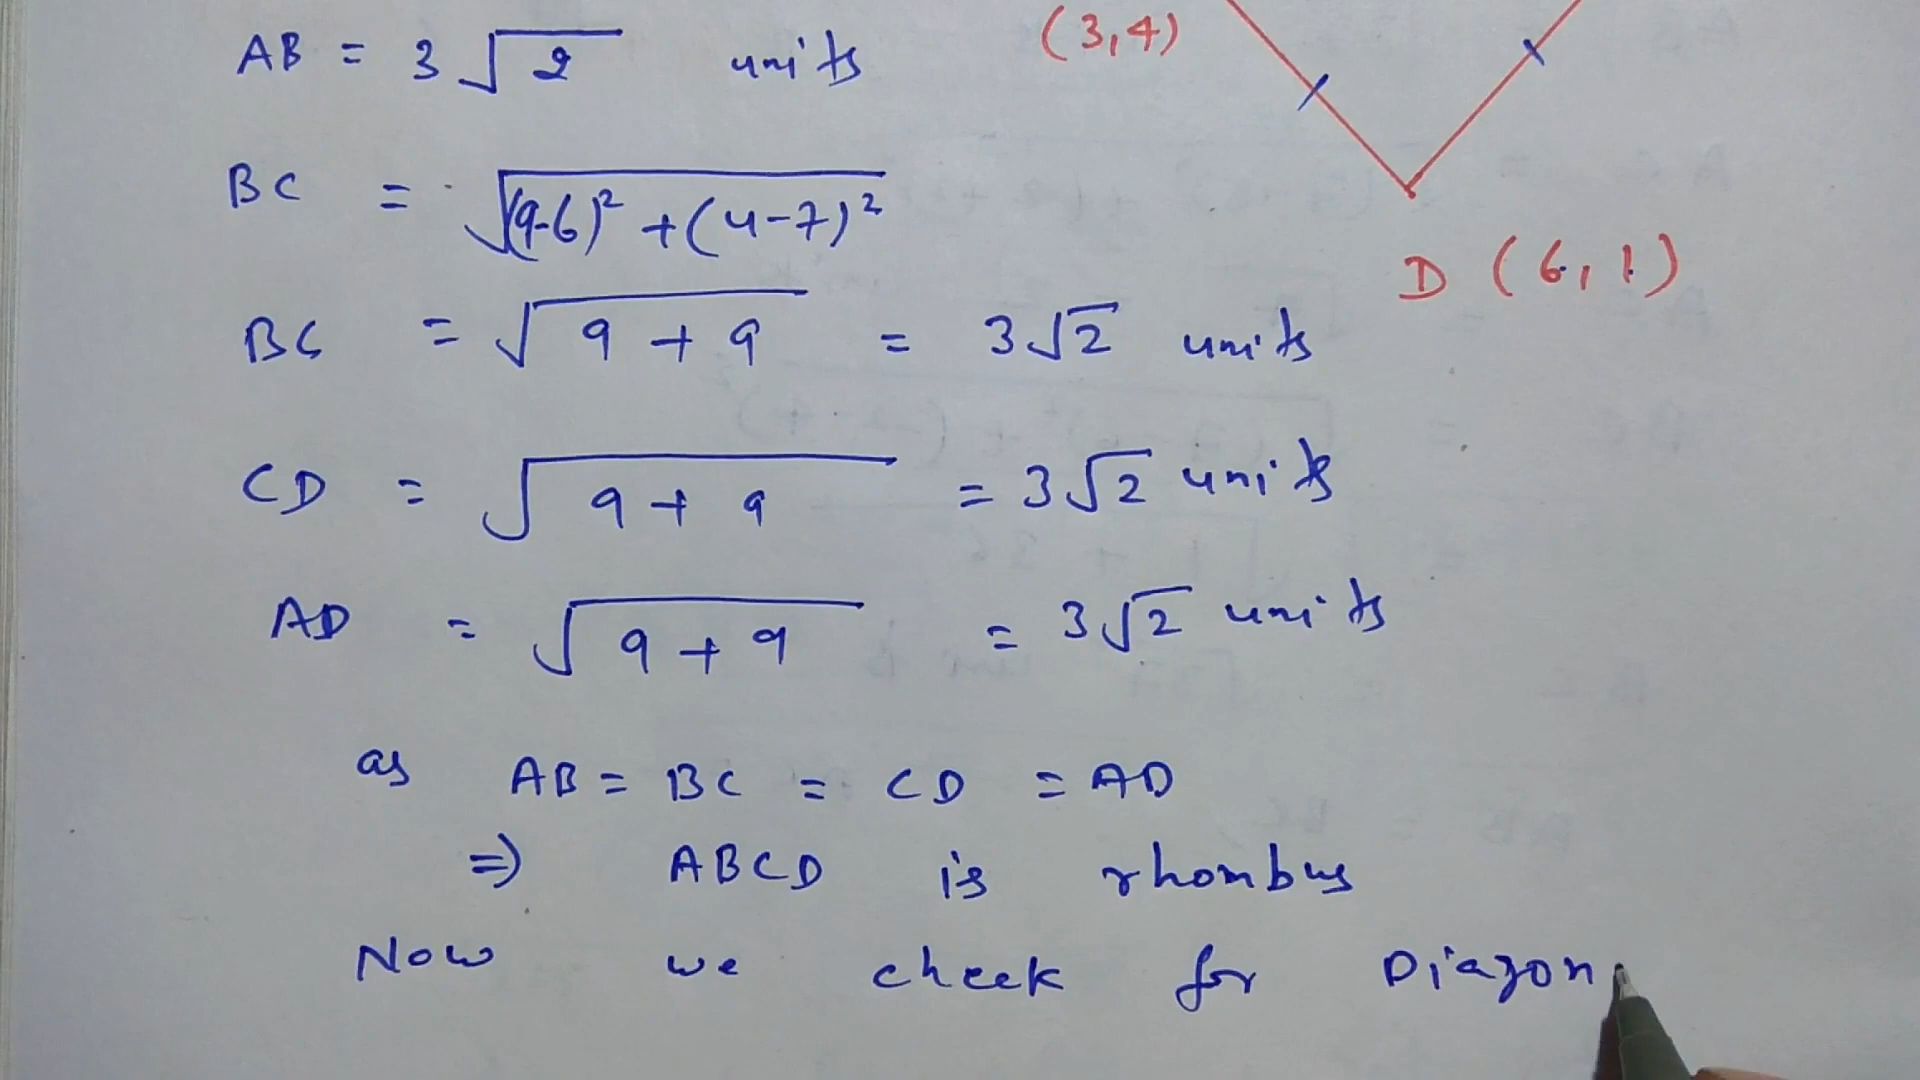 AB = 3√2 units
(3,4)
BC = √(9-6)² + (4-7)²
D (6, 1)
BC = √9 + 9 = 3√2 units
CD = √9 + 9 = 3√2 units
AD = √9 + 9 = 3√2 units
as AB = BC = CD = AD
⇒ ABCD is rhombus
Now we check for Diagon